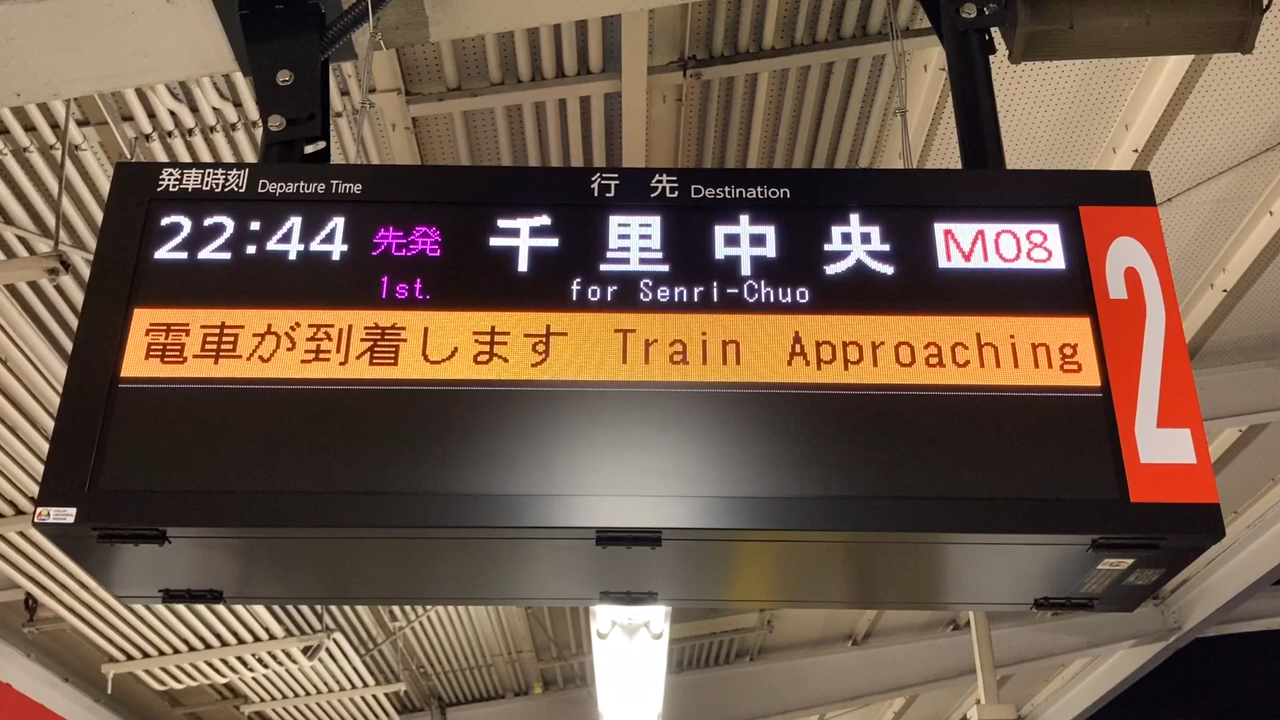 発車時刻 Departure Time 行先 Destination
22:44 先発 千里中央 M08
1st. for Senri-Chuo
電車が到着します Train Approaching
2